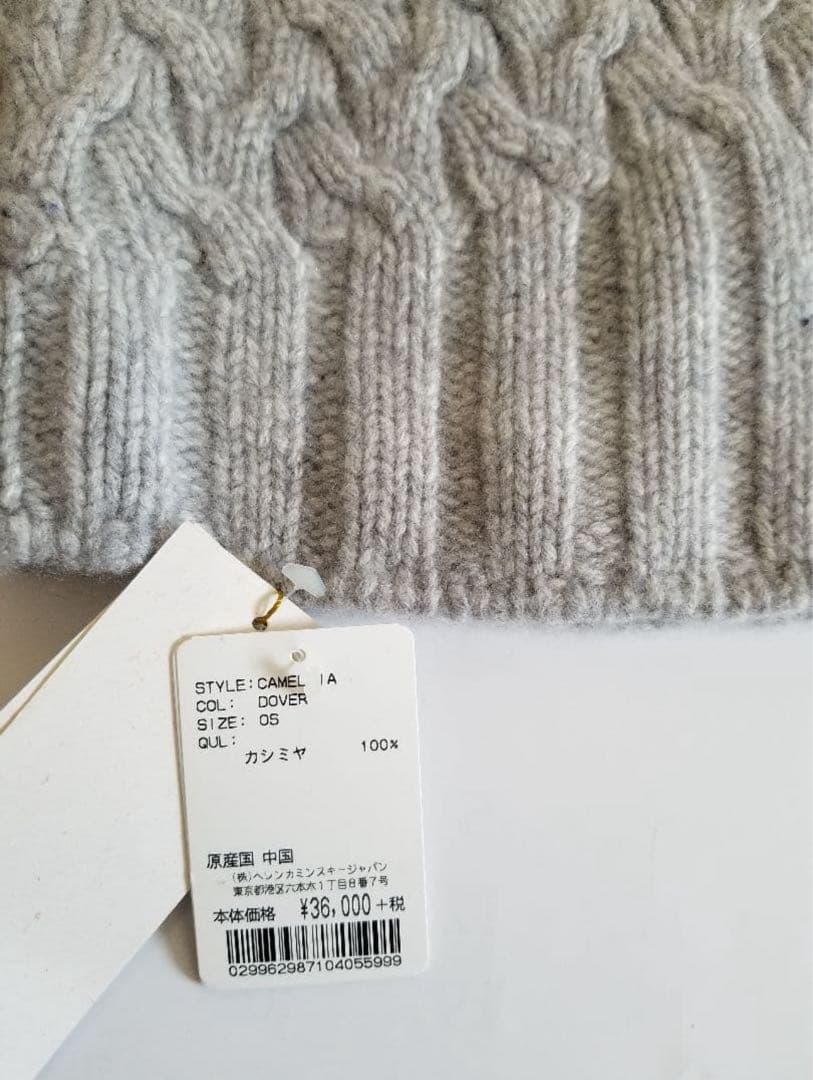 STYLE:CAMEL IA
COL: DOVER
SIZE: OS
QUL:
カシミヤ 100%
原産国 中国
(株)ヘレンカミンスキージャパン
東京都港区六本木1丁目8番7号
本体価格 ¥36,000+税
029962987104055999